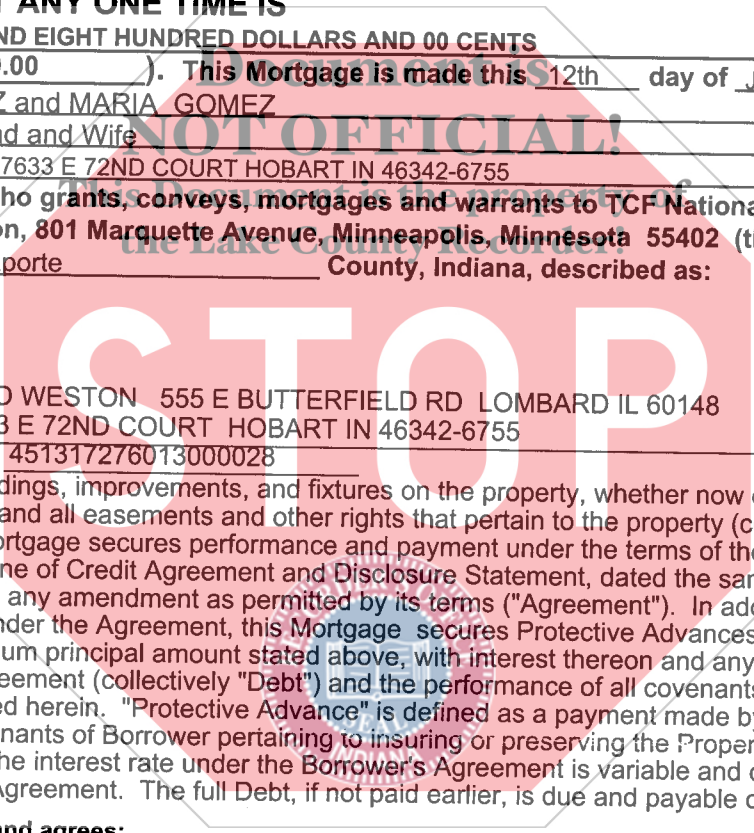 ANY ONE TIME IS
ND EIGHT HUNDRED DOLLARS AND 00 CENTS
Document is
.00 ). This Mortgage is made this 12th day of J
Z and MARIA GOMEZ
NOT OFFICIAL!
nd and Wife
7633 E 72ND COURT HOBART IN 46342-6755
This Document is the property of
ho grants, conveys, mortgages and warrants to TCF Nationa
on, 801 Marquette Avenue, Minneapolis, Minnesota 55402 (t
the Lake County Recorder!
porte County, Indiana, described as:
STOP
O WESTON 555 E BUTTERFIELD RD LOMBARD IL 60148
3 E 72ND COURT HOBART IN 46342-6755
451317276013000028
dings, improvements, and fixtures on the property, whether now
and all easements and other rights that pertain to the property (c
ortgage secures performance and payment under the terms of the
ne of Credit Agreement and Disclosure Statement, dated the sam
any amendment as permitted by its terms ("Agreement"). In add
nder the Agreement, this Mortgage secures Protective Advances
um principal amount stated above, with interest thereon and any
reement (collectively "Debt") and the performance of all covenants
ed herein. "Protective Advance" is defined as a payment made by
nants of Borrower pertaining to insuring or preserving the Proper
he interest rate under the Borrower's Agreement is variable and c
Agreement. The full Debt, if not paid earlier, is due and payable o
SEAL
INDIANA
and agrees: